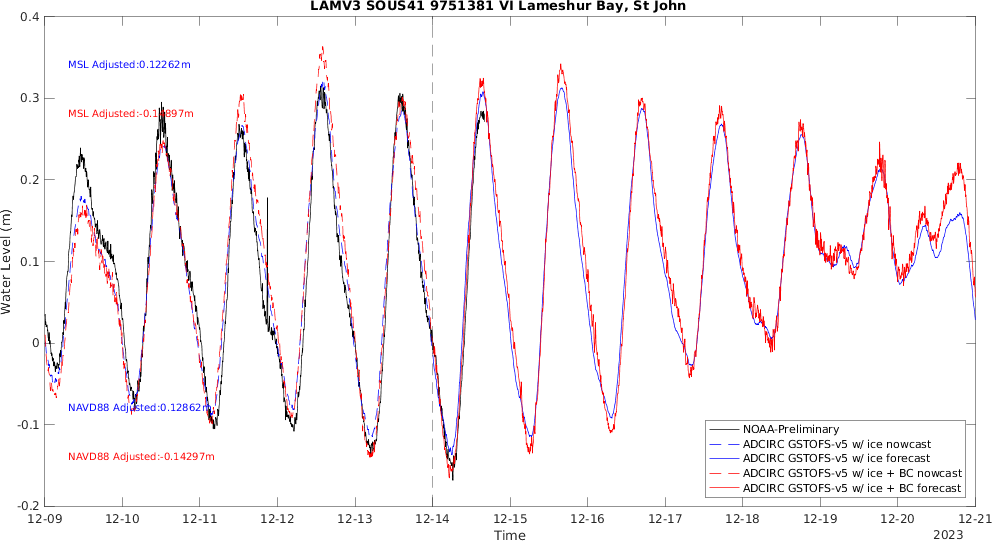 LAMV3 SOUS41 9751381 VI Lameshur Bay, St John
0.4
0.3
0.2
0.1
0
-0.1
-0.2
Water Level (m)
MSL Adjusted:0.12262m
MSL
NAVD88 Adjusted:0.12862m
NAVD88 Adjusted:-0.14297m
NOAA-Preliminary
ADCIRC GSTOFS-v5 w/ ice nowcast
ADCIRC GSTOFS-v5 w/ ice forecast
ADCIRC GSTOFS-v5 w/ ice + BC nowcast
ADCIRC GSTOFS-v5 w/ ice + BC forecast
12-09 12-10 12-11 12-12 12-13 12-14 12-15 12-16 12-17 12-18 12-19 12-20 12-21
Time
2023